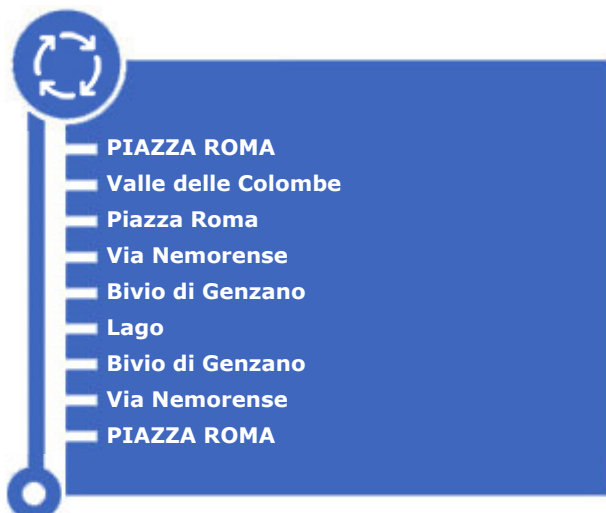 PIAZZA ROMA
Valle delle Colombe
Piazza Roma
Via Nemorense
Bivio di Genzano
Lago
Bivio di Genzano
Via Nemorense
PIAZZA ROMA